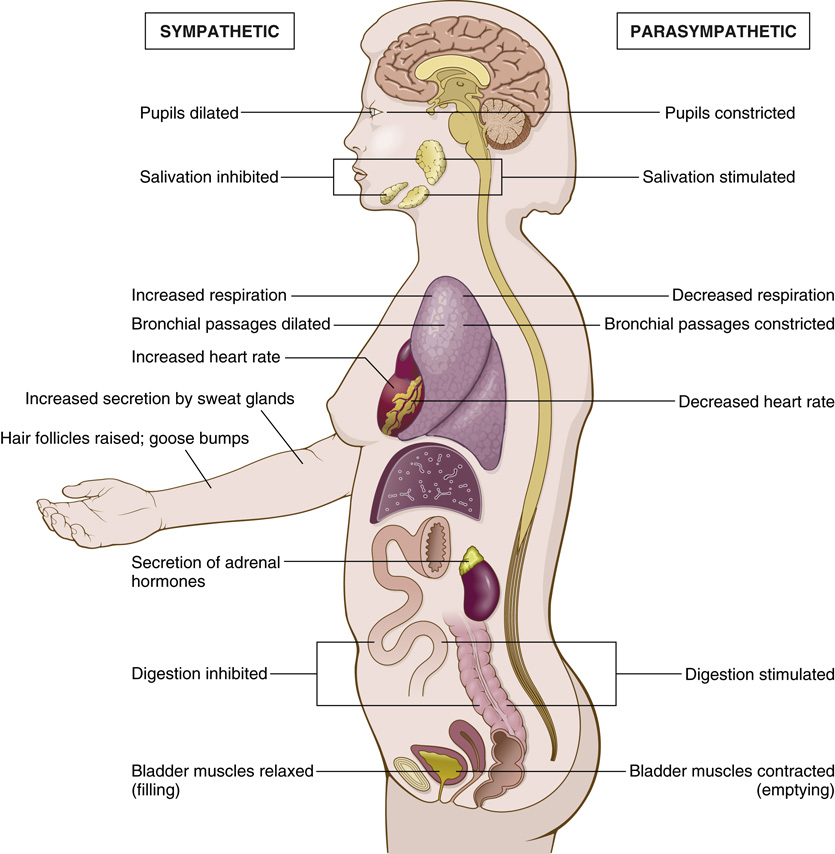 SYMPATHETIC
PARASYMPATHETIC
Pupils dilated
Pupils constricted
Salivation inhibited
Salivation stimulated
Increased respiration
Decreased respiration
Bronchial passages dilated
Bronchial passages constricted
Increased heart rate
Increased secretion by sweat glands
Decreased heart rate
Hair follicles raised; goose bumps
Secretion of adrenal
hormones
Digestion inhibited
Digestion stimulated
Bladder muscles relaxed
(filling)
Bladder muscles contracted
(emptying)